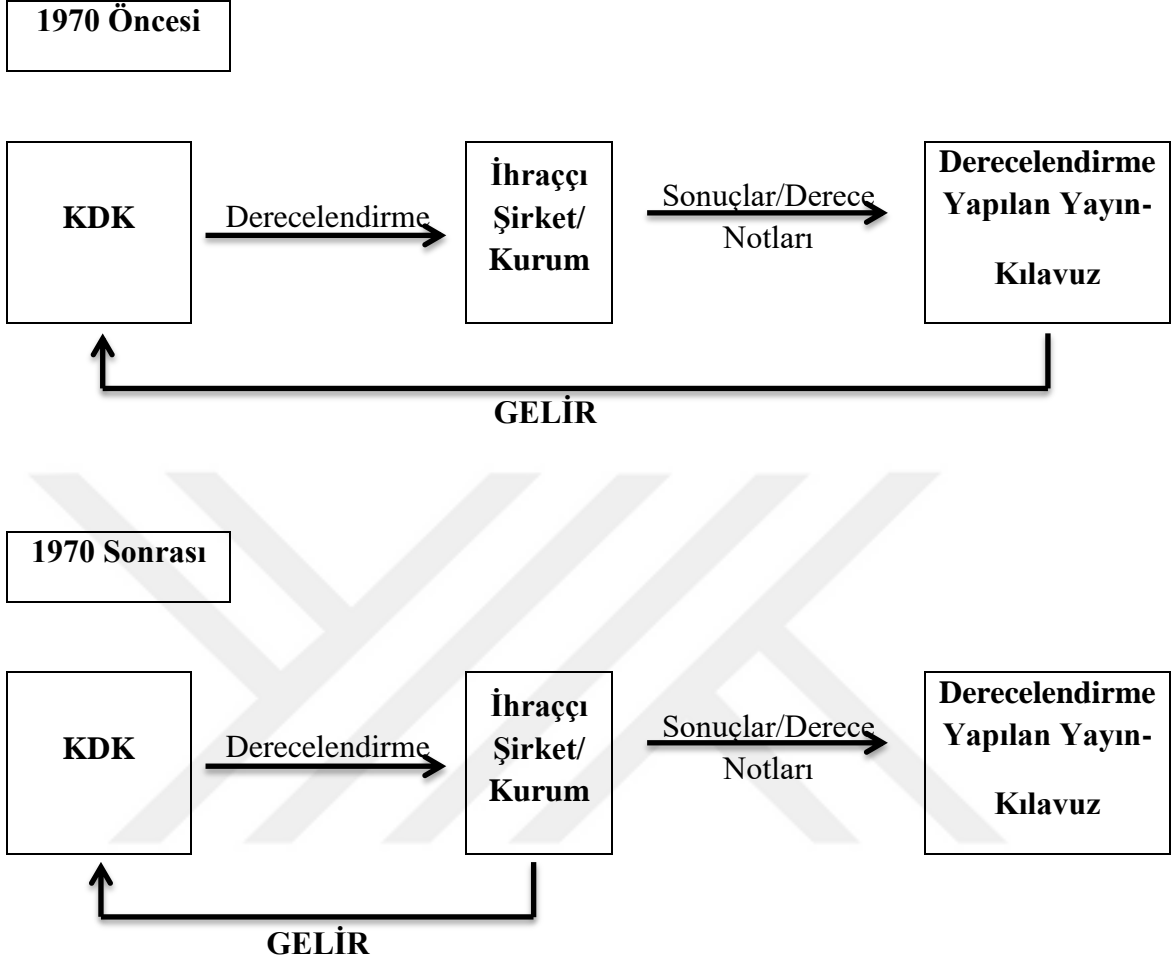 1970 Öncesi
KDK
Derecelendirme
İhraççı
Şirket/
Kurum
Sonuçlar/Derece
Notları
Derecelendirme
Yapılan Yayın-
Kılavuz
GELİR
1970 Sonrası
KDK
Derecelendirme
İhraççı
Şirket/
Kurum
Sonuçlar/Derece
Notları
Derecelendirme
Yapılan Yayın-
Kılavuz
GELİR